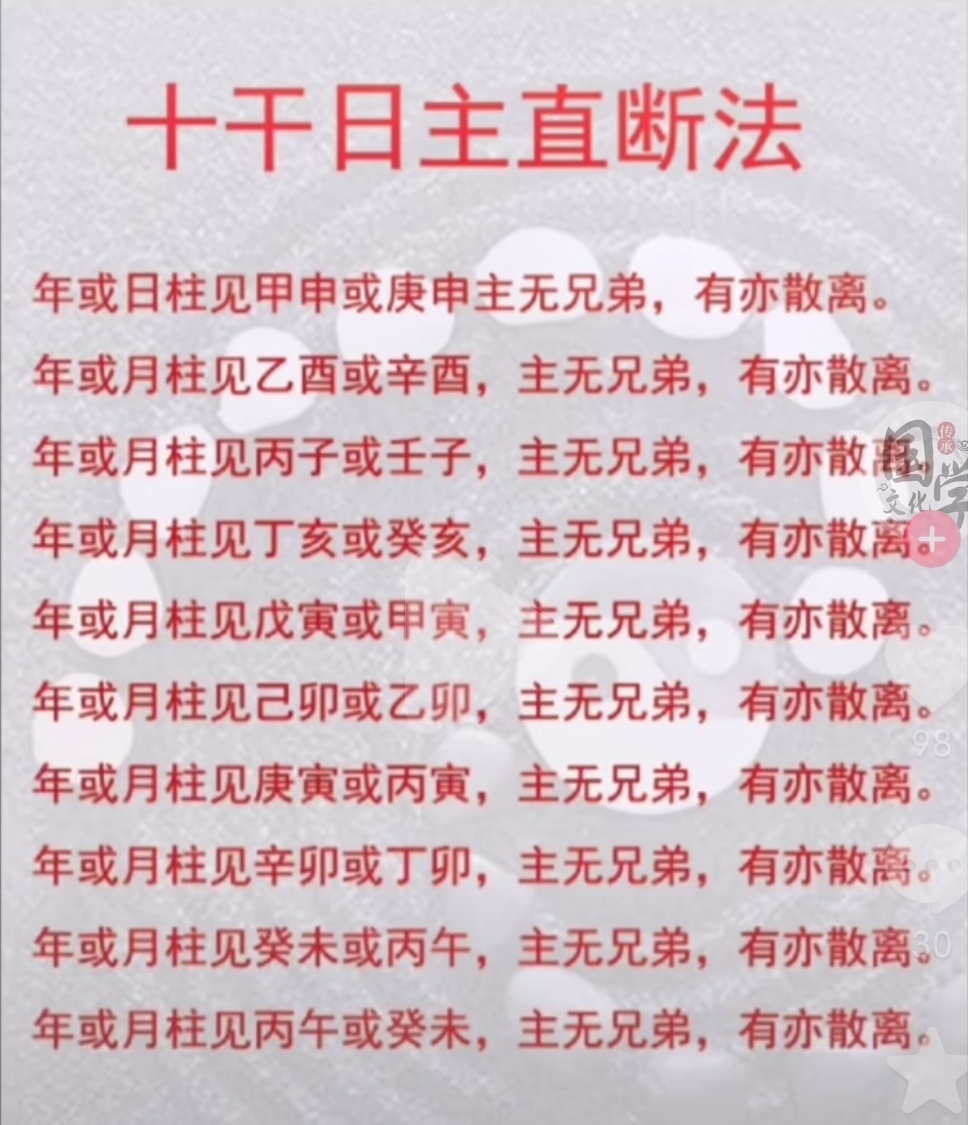 十干日主直断法
年或日柱见甲申或庚申主无兄弟，有亦散离。
年或月柱见乙酉或辛酉，主无兄弟，有亦散离。
年或月柱见丙子或壬子，主无兄弟，有亦散离。
年或月柱见丁亥或癸亥，主无兄弟，有亦散离。
年或月柱见戊寅或甲寅，主无兄弟，有亦散离。
年或月柱见己卯或乙卯，主无兄弟，有亦散离。
年或月柱见庚寅或丙寅，主无兄弟，有亦散离。
年或月柱见辛卯或丁卯，主无兄弟，有亦散离。
年或月柱见癸未或丙午，主无兄弟，有亦散离。
年或月柱见丙午或癸未，主无兄弟，有亦散离。
传承
国学
文化
98
30